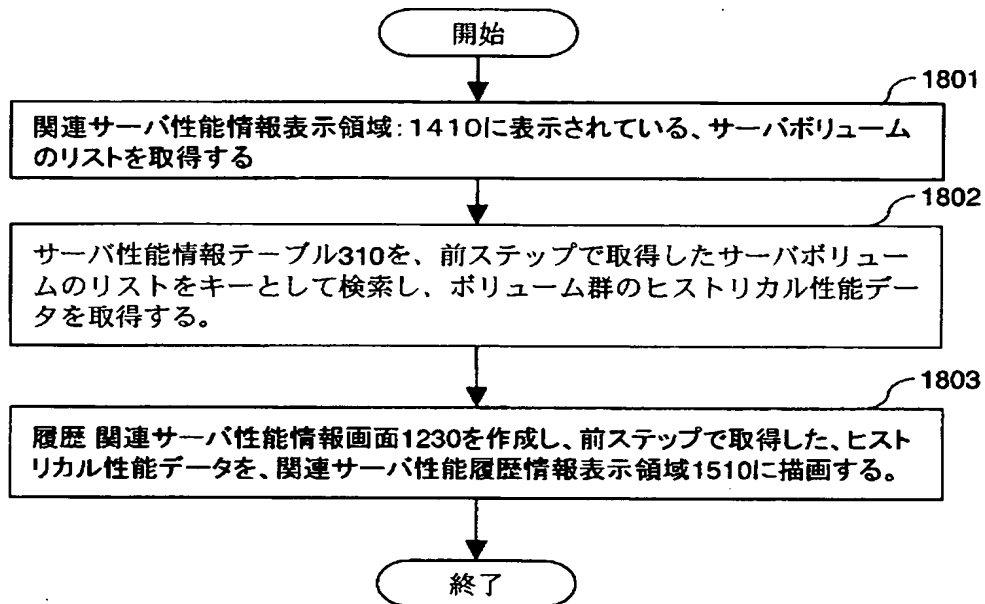 開始
1801
関連サーバ性能情報表示領域:1410に表示されている、サーバボリューム
のリストを取得する
1802
サーバ性能情報テーブル310を、前ステップで取得したサーバボリュー
ムのリストをキーとして検索し、ボリューム群のヒストリカル性能デー
タを取得する。
1803
履歴 関連サーバ性能情報画面1230を作成し、前ステップで取得した、ヒスト
リカル性能データを、関連サーバ性能履歴情報表示領域1510に描画する。
終了